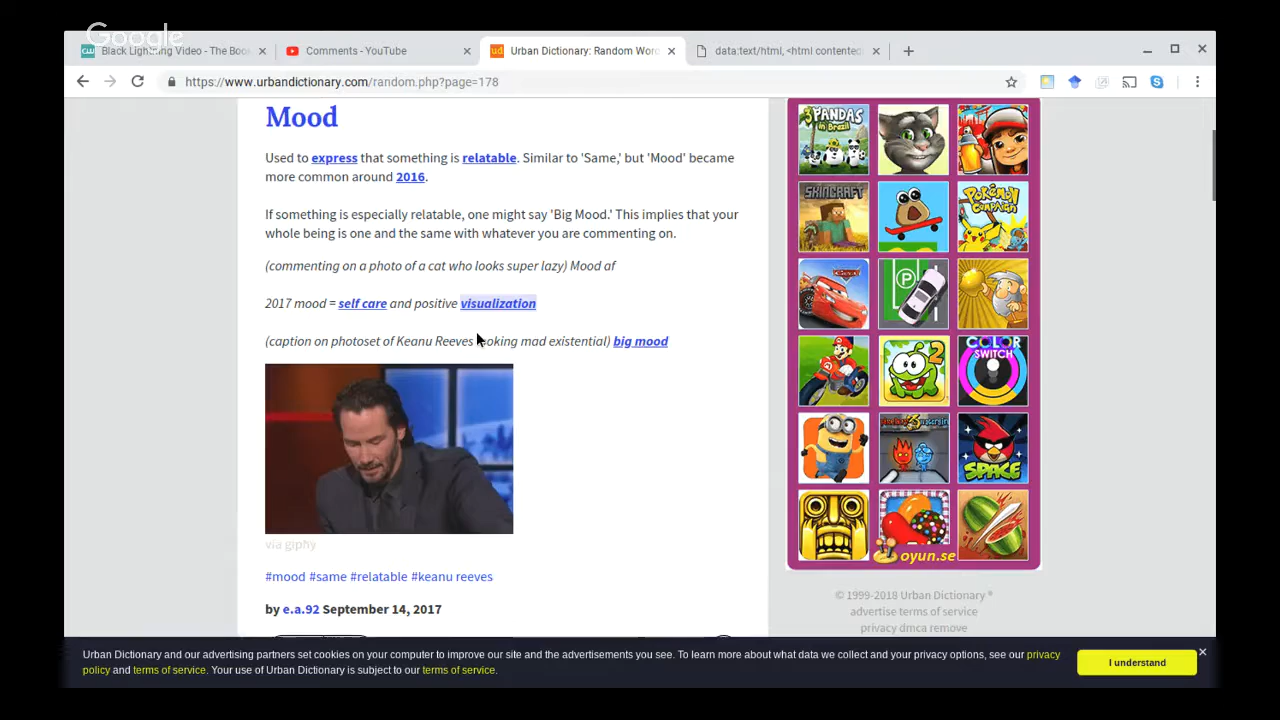 Google
Black Lightning Video - The Book
Comments - YouTube
Urban Dictionary: Random Word
data:text/html, <html contented
https://www.urbandictionary.com/random.php?page=178
Mood
Used to express that something is relatable. Similar to 'Same,' but 'Mood' became
more common around 2016.
If something is especially relatable, one might say 'Big Mood.' This implies that your
whole being is one and the same with whatever you are commenting on.
(commenting on a photo of a cat who looks super lazy) Mood af
2017 mood = self care and positive visualization
(caption on photoset of Keanu Reeves looking mad existential) big mood
via giphy
#mood #same #relatable #keanu reeves
by e.a.92 September 14, 2017
3 PANDAS
in BRAZIL
SKINCRAFT
POKÉMON
Cars
P
2
COLOR
SWITCH
SPACE
oyun.se
© 1999-2018 Urban Dictionary ®
advertise terms of service
privacy dmca remove
Urban Dictionary and our advertising partners set cookies on your computer to improve our site and the advertisements you see. To learn more about what data we collect and your privacy options, see our privacy
policy and terms of service. Your use of Urban Dictionary is subject to our terms of service.
I understand